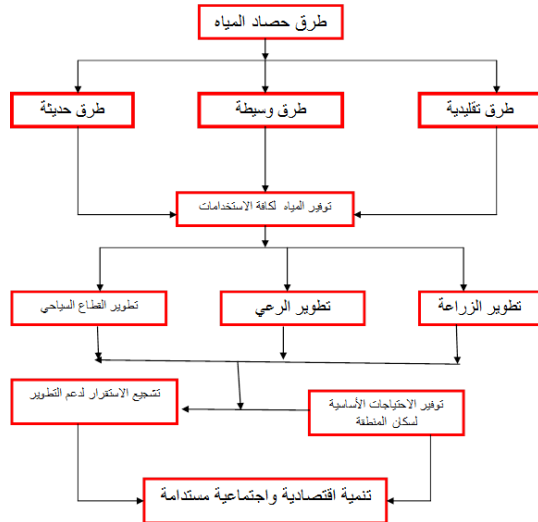 طرق حصاد المياه
طرق تقليدية
طرق وسيطة
طرق حديثة
توفير المياه لكافة الاستخدامات
تطوير الزراعة
تطوير الرعي
تطوير القطاع السياحي
توفير الاحتياجات الأساسية
لسكان المنطقة
تشجيع الاستقرار لدعم التطوير
تنمية اقتصادية واجتماعية مستدامة